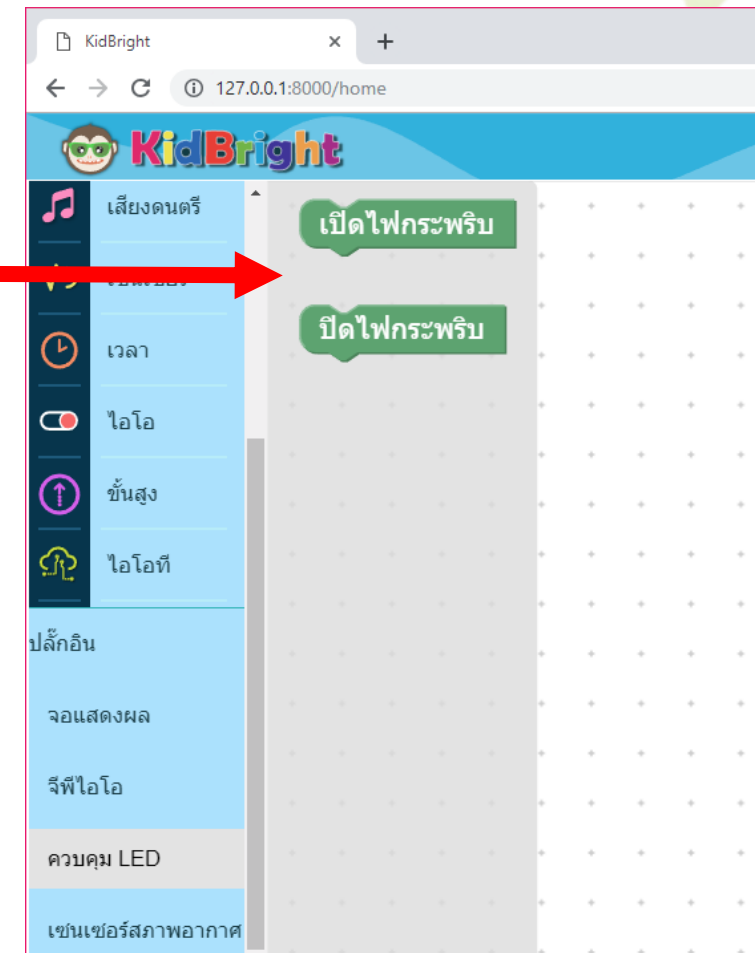 KidBright
127.0.0.1:8000/home
KidBright
เสียงดนตรี
เปิดไฟกระพริบ
เวลา
ปิดไฟกระพริบ
ไอโอ
ขั้นสูง
ไอโอที
ปลั๊กอิน
จอแสดงผล
จีพีไอโอ
ควบคุม LED
เซ่นเซ่อร์สภาพอากาศ